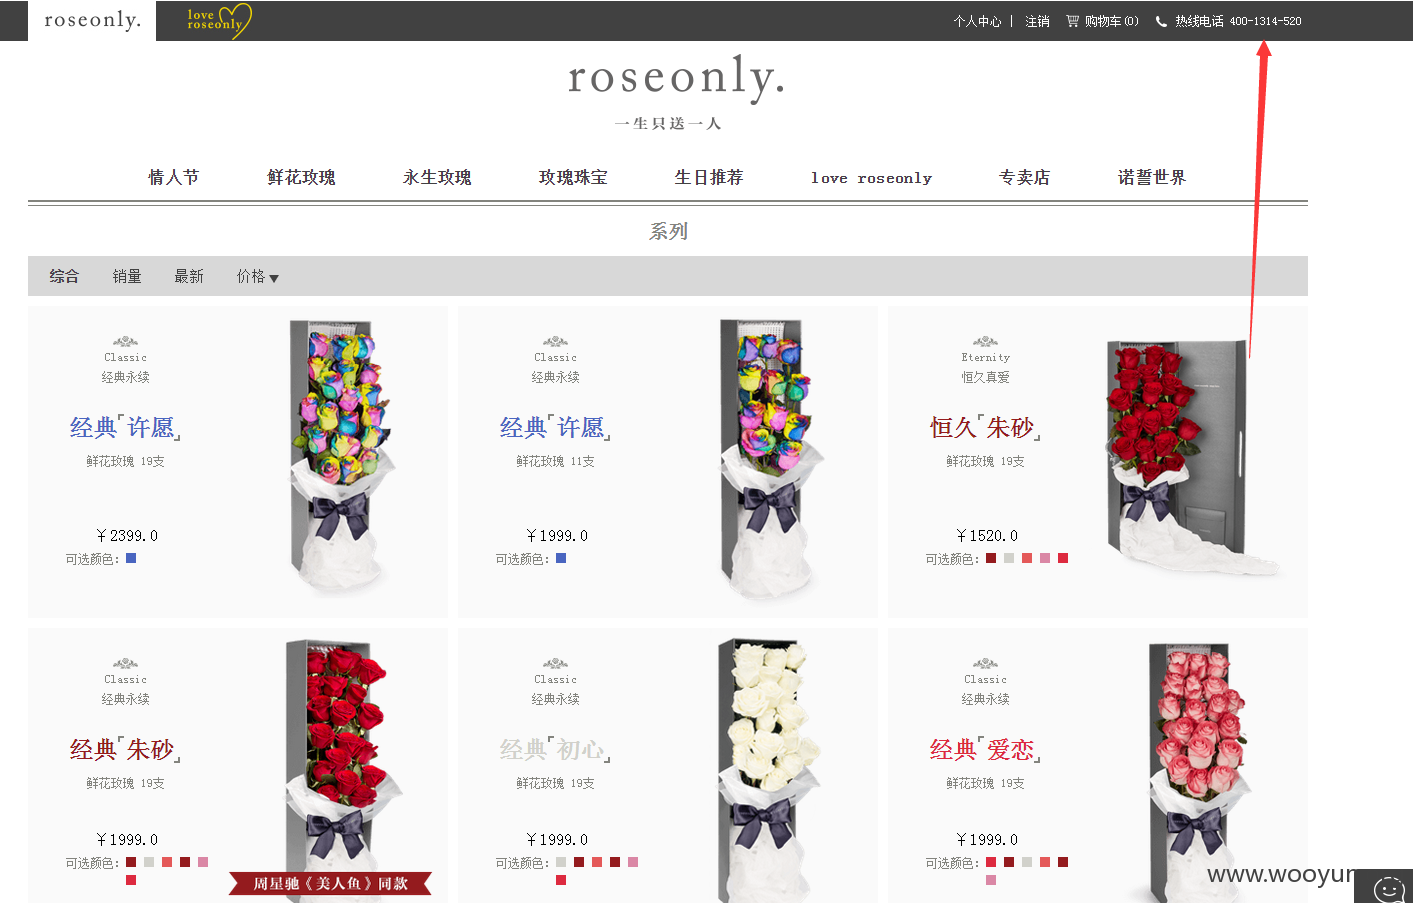 roseonly.
love
roseonly
个人中心 | 注销 购物车(0) 热线电话 400-1314-520
roseonly.
一生只送一人
情人节 鲜花玫瑰 永生玫瑰 玫瑰珠宝 生日推荐 love roseonly 专卖店 诺誓世界
系列
综合 销量 最新 价格
Classic
经典永续
经典「许愿」
鲜花玫瑰 19支
￥2399.0
可选颜色：
Classic
经典永续
经典「许愿」
鲜花玫瑰 11支
￥1999.0
可选颜色：
Eternity
恒久真爱
恒久「朱砂」
鲜花玫瑰 19支
￥1520.0
可选颜色：
Classic
经典永续
经典「朱砂」
鲜花玫瑰 19支
￥1999.0
可选颜色：
周星驰《美人鱼》同款
Classic
经典永续
经典「初心」
鲜花玫瑰 19支
￥1999.0
可选颜色：
Classic
经典永续
经典「爱恋」
鲜花玫瑰 19支
￥1999.0
可选颜色：
www.wooyun